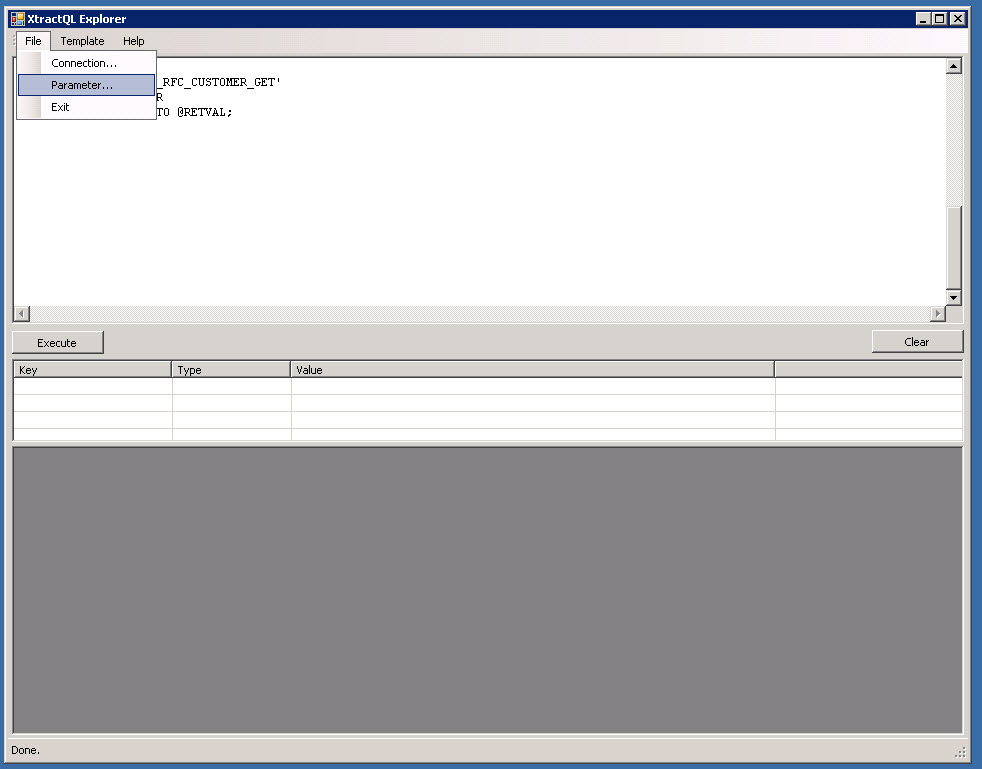 XtractQL Explorer
File Template Help
Connection...
Parameter...
Exit
_RFC_CUSTOMER_GET'
R
TO @RETVAL;
Execute Clear
Key Type Value
Done.